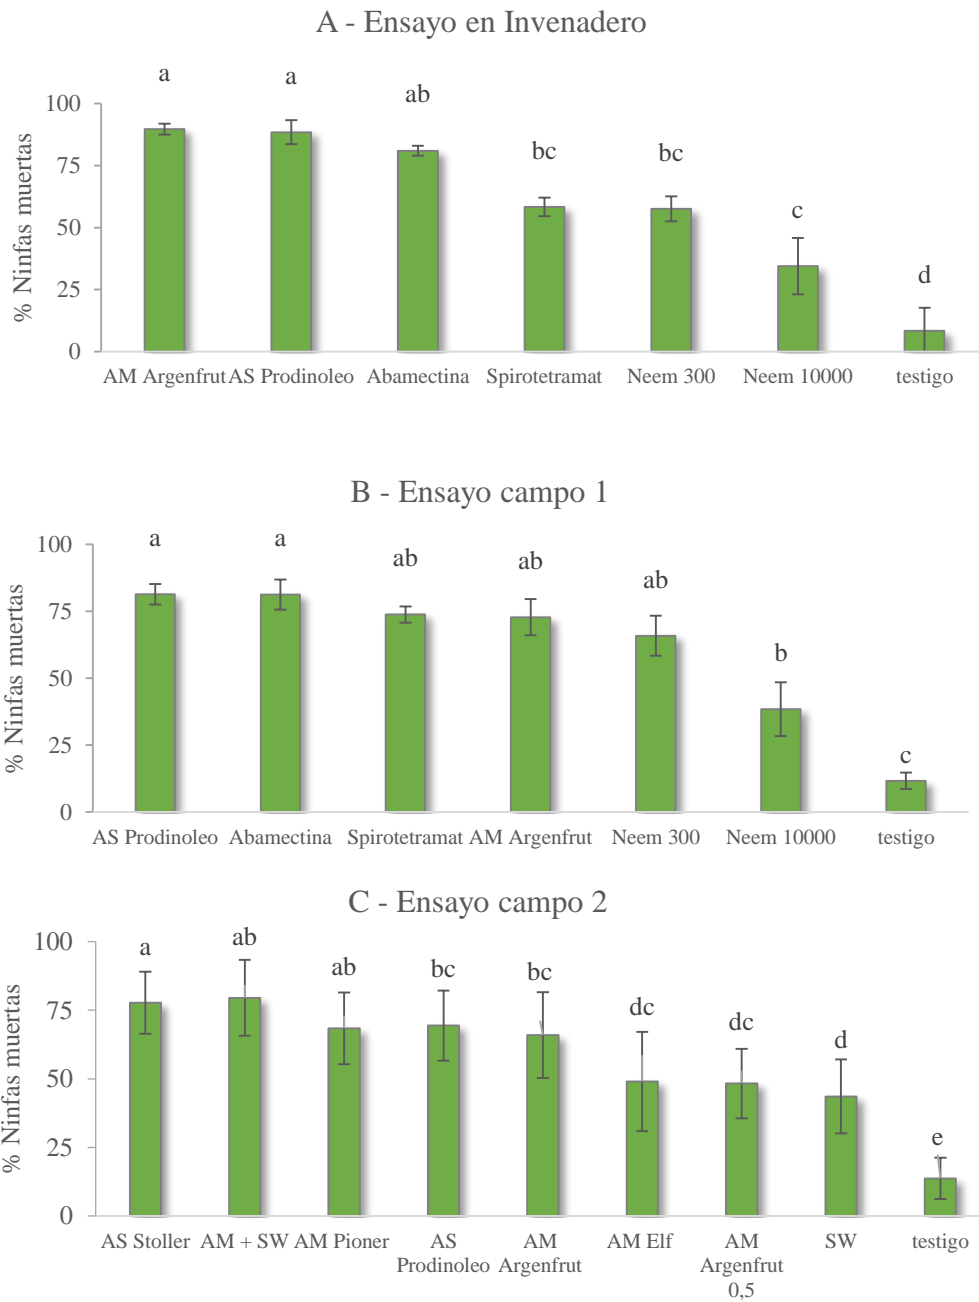 A - Ensayo en Invenadero
a a ab bc bc c d
% Ninfas muertas
100
75
50
25
0
AM Argenfrut AS Prodinoleo Abamectina Spirotetramat Neem 300 Neem 10000 testigo
B - Ensayo campo 1
a a ab ab ab b c
% Ninfas muertas
100
75
50
25
0
AS Prodinoleo Abamectina Spirotetramat AM Argenfrut Neem 300 Neem 10000 testigo
C - Ensayo campo 2
a ab ab bc bc dc dc d e
% Ninfas muertas
100
75
50
25
0
AS Stoller AM + SW AM Pioner AS AM AM Elf AM SW testigo
Prodinoleo Argenfrut Argenfrut
0,5